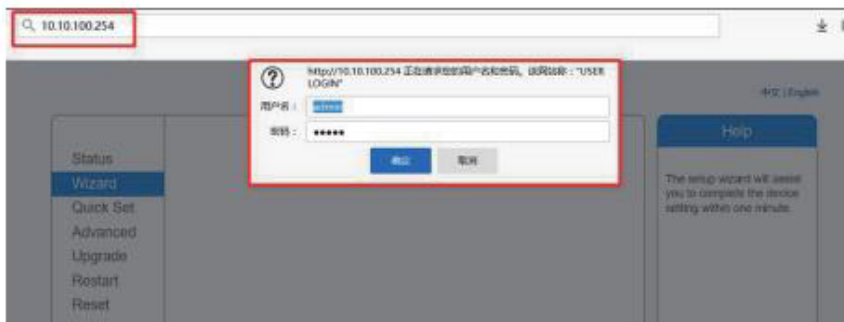 10.10.100.254
http://10.10.100.254 正在请求您的用户名和密码。该网站称："USER
LOGIN"
用户名： admin
密码： •••••
确定 取消
中文 | English
Status
Wizard
Quick Set
Advanced
Upgrade
Restart
Reset
Help
The setup wizard will assist
you to complete the device
setting within one minute.